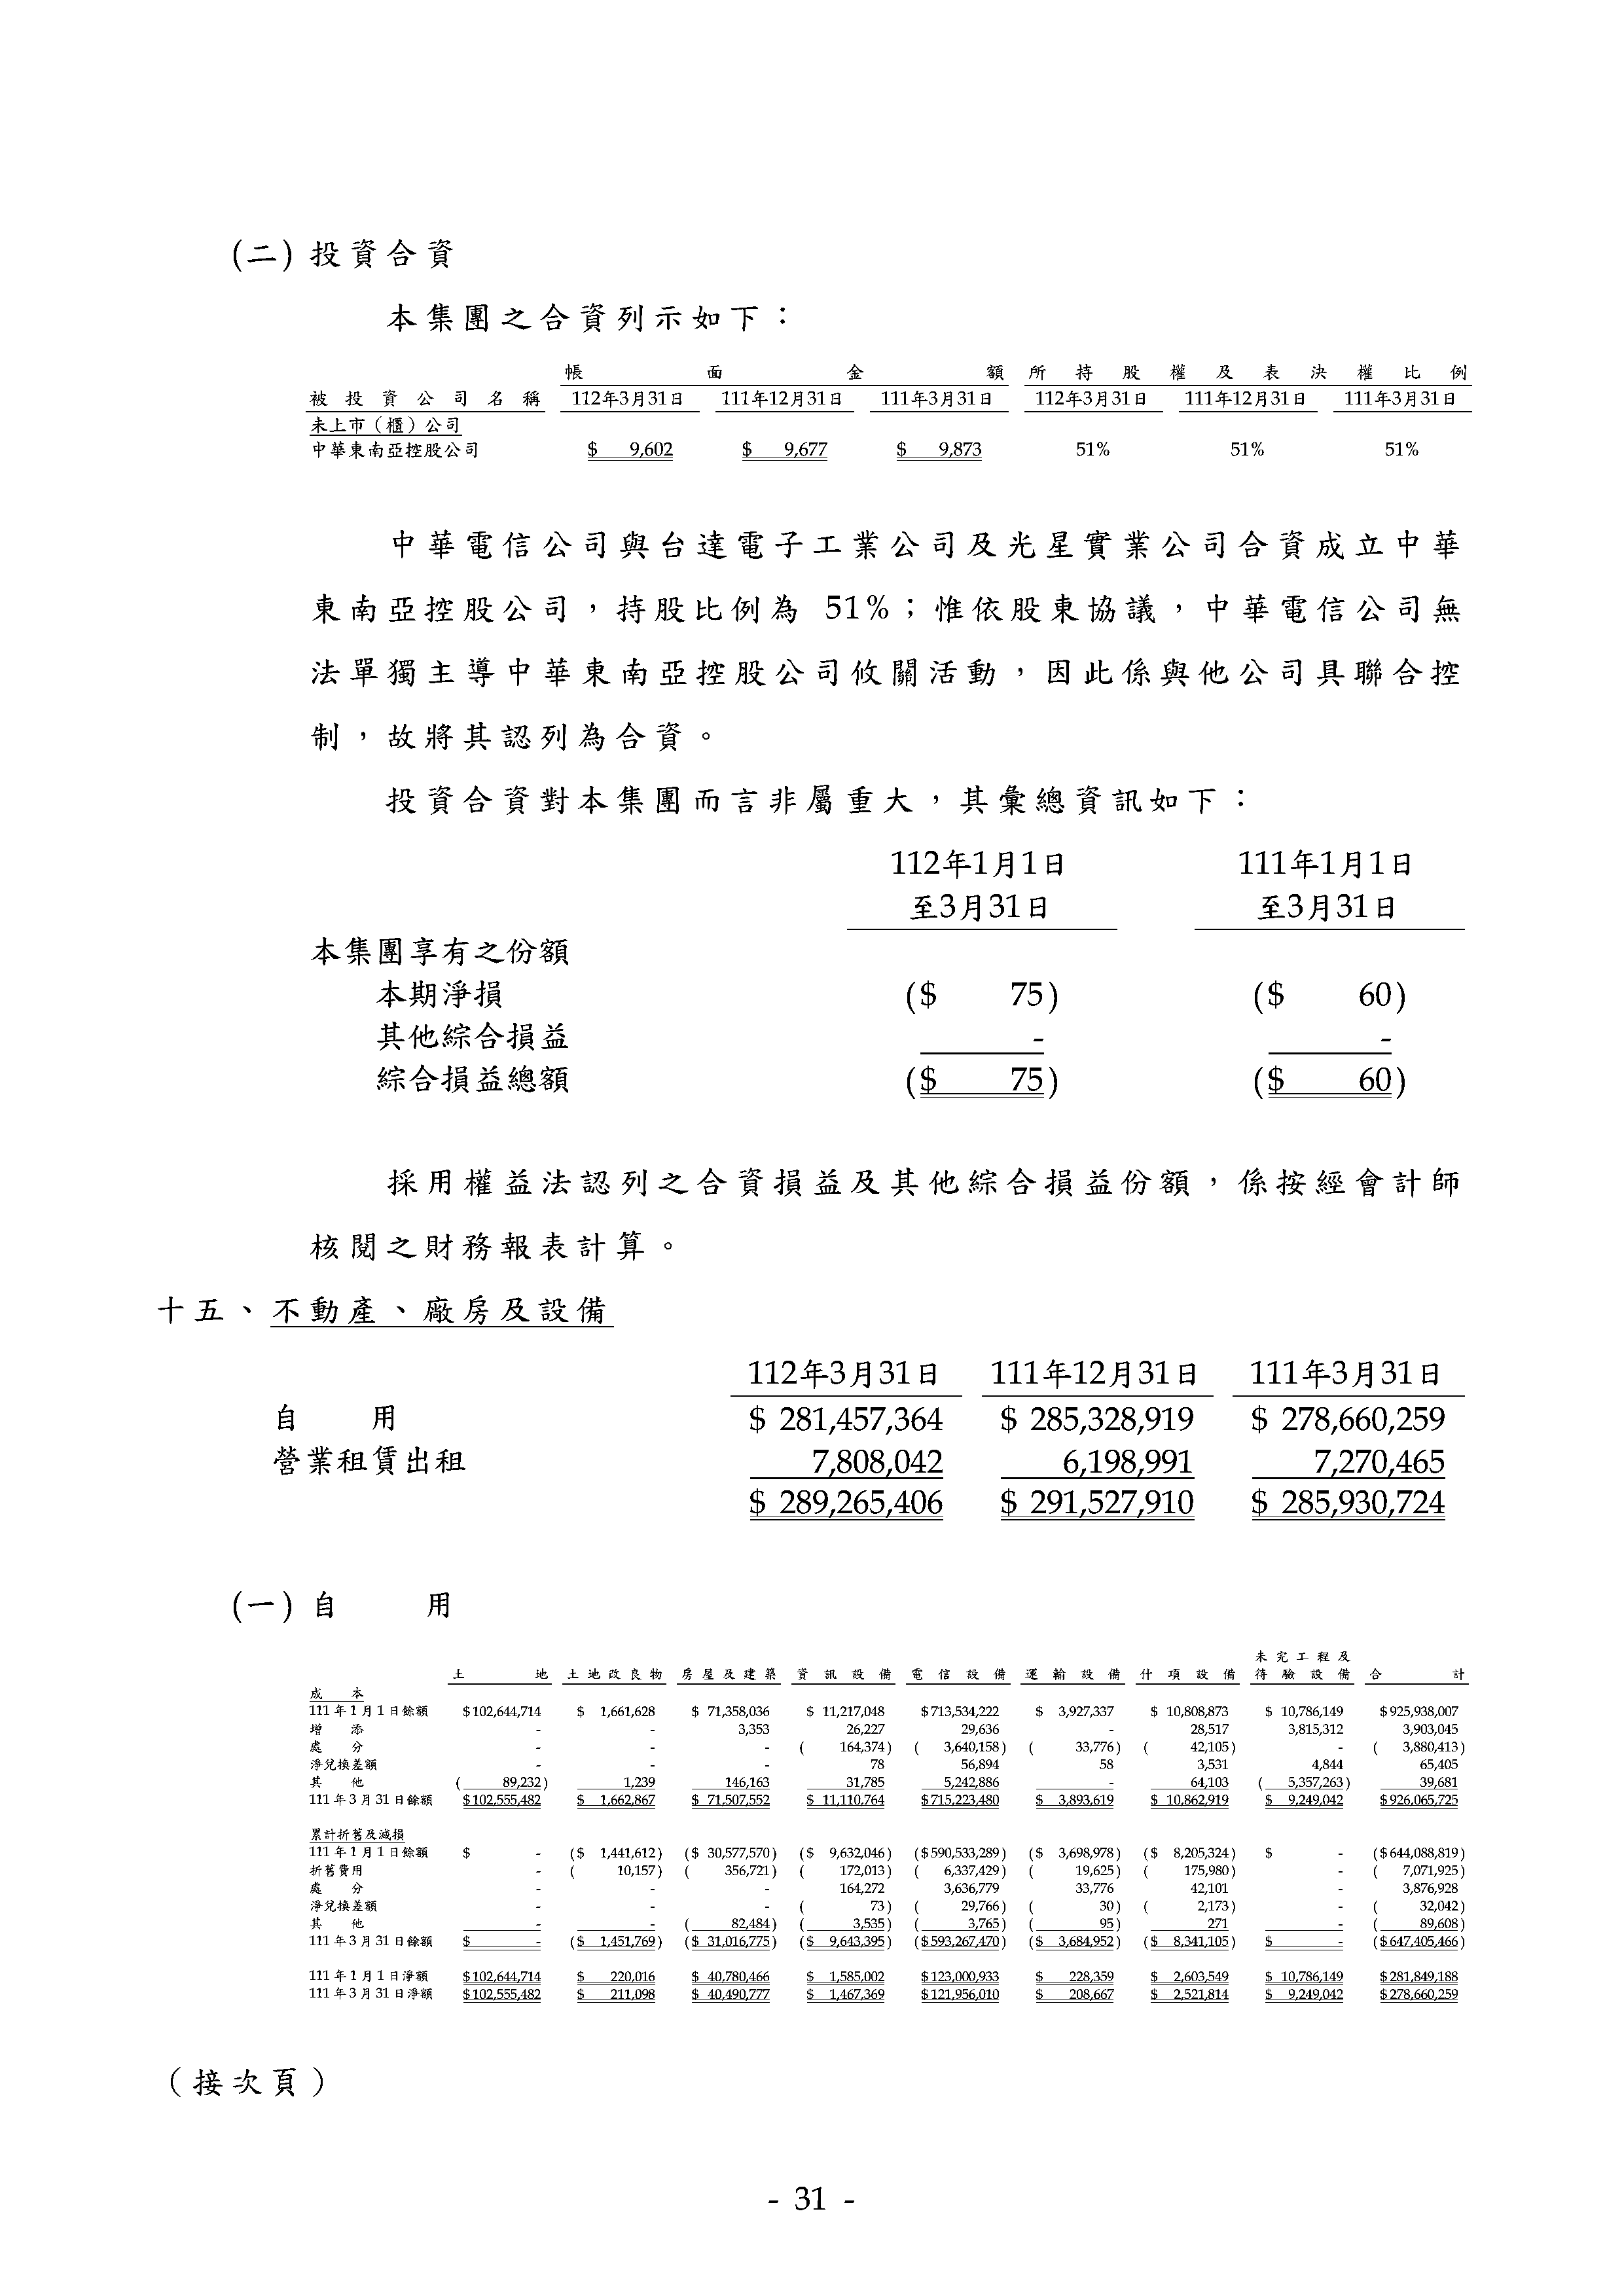 (二) 投資合資
本集團之合資列示如下：
帳面金額 所持股權及表決權比例
被投資公司名稱 112年3月31日 111年12月31日 111年3月31日 112年3月31日 111年12月31日 111年3月31日
未上市（櫃）公司
中華東南亞控股公司 $ 9,602 $ 9,677 $ 9,873 51% 51% 51%
中華電信公司與台達電子工業公司及光星實業公司合資成立中華
東南亞控股公司，持股比例為 51%；惟依股東協議，中華電信公司無
法單獨主導中華東南亞控股公司攸關活動，因此係與他公司具聯合控
制，故將其認列為合資。
投資合資對本集團而言非屬重大，其彙總資訊如下：
112年1月1日 111年1月1日
至3月31日 至3月31日
本集團享有之份額
本期淨損 ($ 75) ($ 60)
其他綜合損益 - -
綜合損益總額 ($ 75) ($ 60)
採用權益法認列之合資損益及其他綜合損益份額，係按經會計師
核閱之財務報表計算。
十五、不動產、廠房及設備
112年3月31日 111年12月31日 111年3月31日
自用 $ 281,457,364 $ 285,328,919 $ 278,660,259
營業租賃出租 7,808,042 6,198,991 7,270,465
$ 289,265,406 $ 291,527,910 $ 285,930,724
(一) 自用
未完工程及
土地 土地改良物 房屋及建築 資訊設備 電信設備 運輸設備 什項設備 待驗設備 合計
成本
111年1月1日餘額 $102,644,714 $ 1,661,628 $ 71,358,036 $ 11,217,048 $713,534,222 $ 3,927,337 $ 10,808,873 $ 10,786,149 $925,938,007
增添 - - 3,353 26,227 29,636 - 28,517 3,815,312 3,903,045
處分 - - - ( 164,374) ( 3,640,158) ( 33,776) ( 42,105) - ( 3,880,413)
淨兌換差額 - - - 78 56,894 58 3,531 4,844 65,405
其他 ( 89,232) 1,239 146,163 31,785 5,242,886 - 64,103 ( 5,357,263) 39,681
111年3月31日餘額 $102,555,482 $ 1,662,867 $ 71,507,552 $ 11,110,764 $715,223,480 $ 3,893,619 $ 10,862,919 $ 9,249,042 $926,065,725
累計折舊及減損
111年1月1日餘額 $ - ($ 1,441,612) ($ 30,577,570) ($ 9,632,046) ($590,533,289) ($ 3,698,978) ($ 8,205,324) $ - ($644,088,819)
折舊費用 - ( 10,157) ( 356,721) ( 172,013) ( 6,337,429) ( 19,625) ( 175,980) - ( 7,071,925)
處分 - - - 164,272 3,636,779 33,776 42,101 - 3,876,928
淨兌換差額 - - - ( 73) ( 29,766) ( 30) ( 2,173) - ( 32,042)
其他 - - ( 82,484) ( 3,535) ( 3,765) ( 95) 271 - ( 89,608)
111年3月31日餘額 $ - ($ 1,451,769) ($ 31,016,775) ($ 9,643,395) ($593,267,470) ($ 3,684,952) ($ 8,341,105) $ - ($647,405,466)
111年1月1日淨額 $102,644,714 $ 220,016 $ 40,780,466 $ 1,585,002 $123,000,933 $ 228,359 $ 2,603,549 $ 10,786,149 $281,849,188
111年3月31日淨額 $102,555,482 $ 211,098 $ 40,490,777 $ 1,467,369 $121,956,010 $ 208,667 $ 2,521,814 $ 9,249,042 $278,660,259
（接次頁）
- 31 -